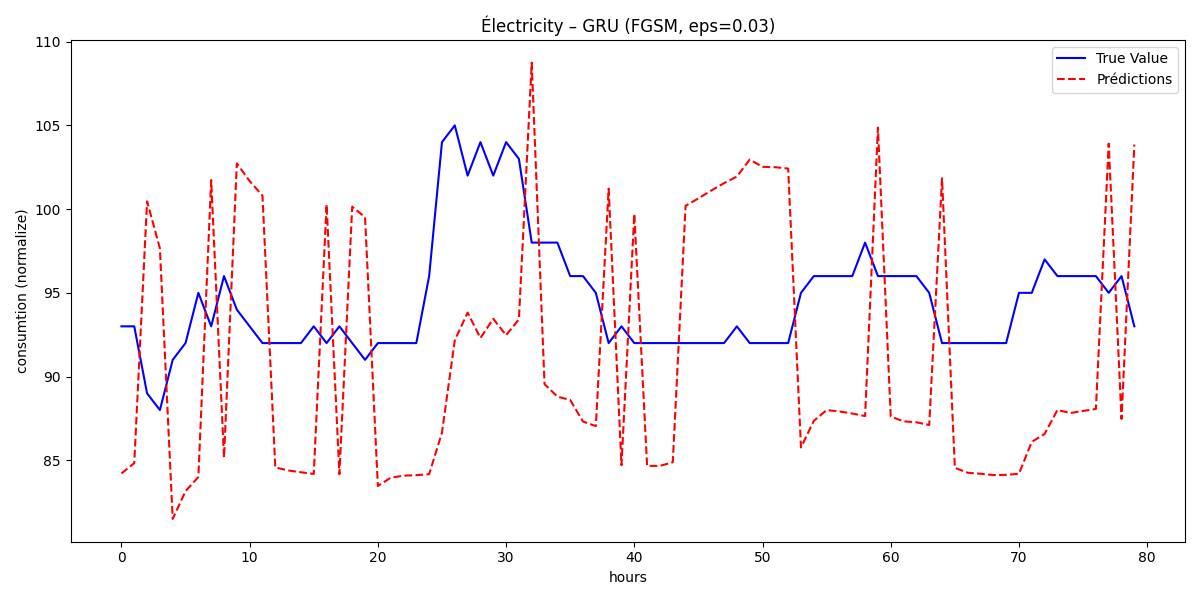 Électricity – GRU (FGSM, eps=0.03)
True Value
Prédictions
110
105
100
95
90
85
consumtion (normalize)
0 10 20 30 40 50 60 70 80
hours